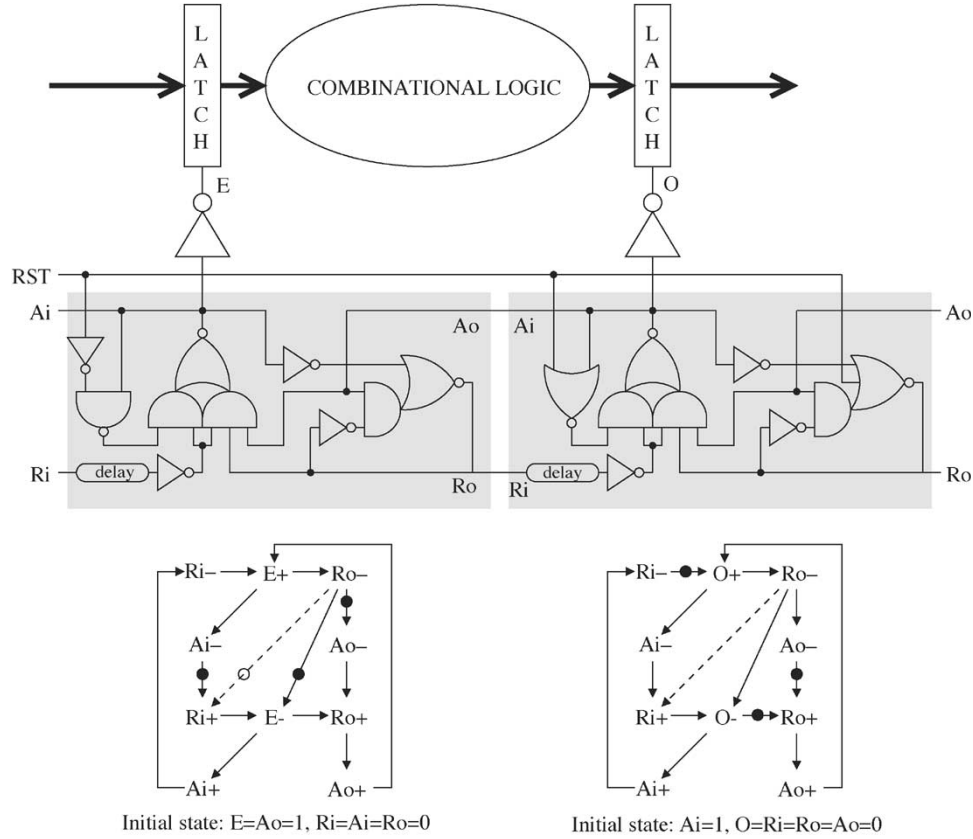 LATCH
COMBINATIONAL LOGIC
LATCH
E
O
RST
Ai
Ao
Ai
Ao
Ri
delay
Ro
Ri
delay
Ro
Ri–
E+
Ro–
Ri–
O+
Ro–
Ai–
Ao–
Ai–
Ao–
Ri+
E-
Ro+
Ri+
O-
Ro+
Ai+
Ao+
Ai+
Ao+
Initial state: E=Ao=1, Ri=Ai=Ro=0
Initial state: Ai=1, O=Ri=Ro=Ao=0